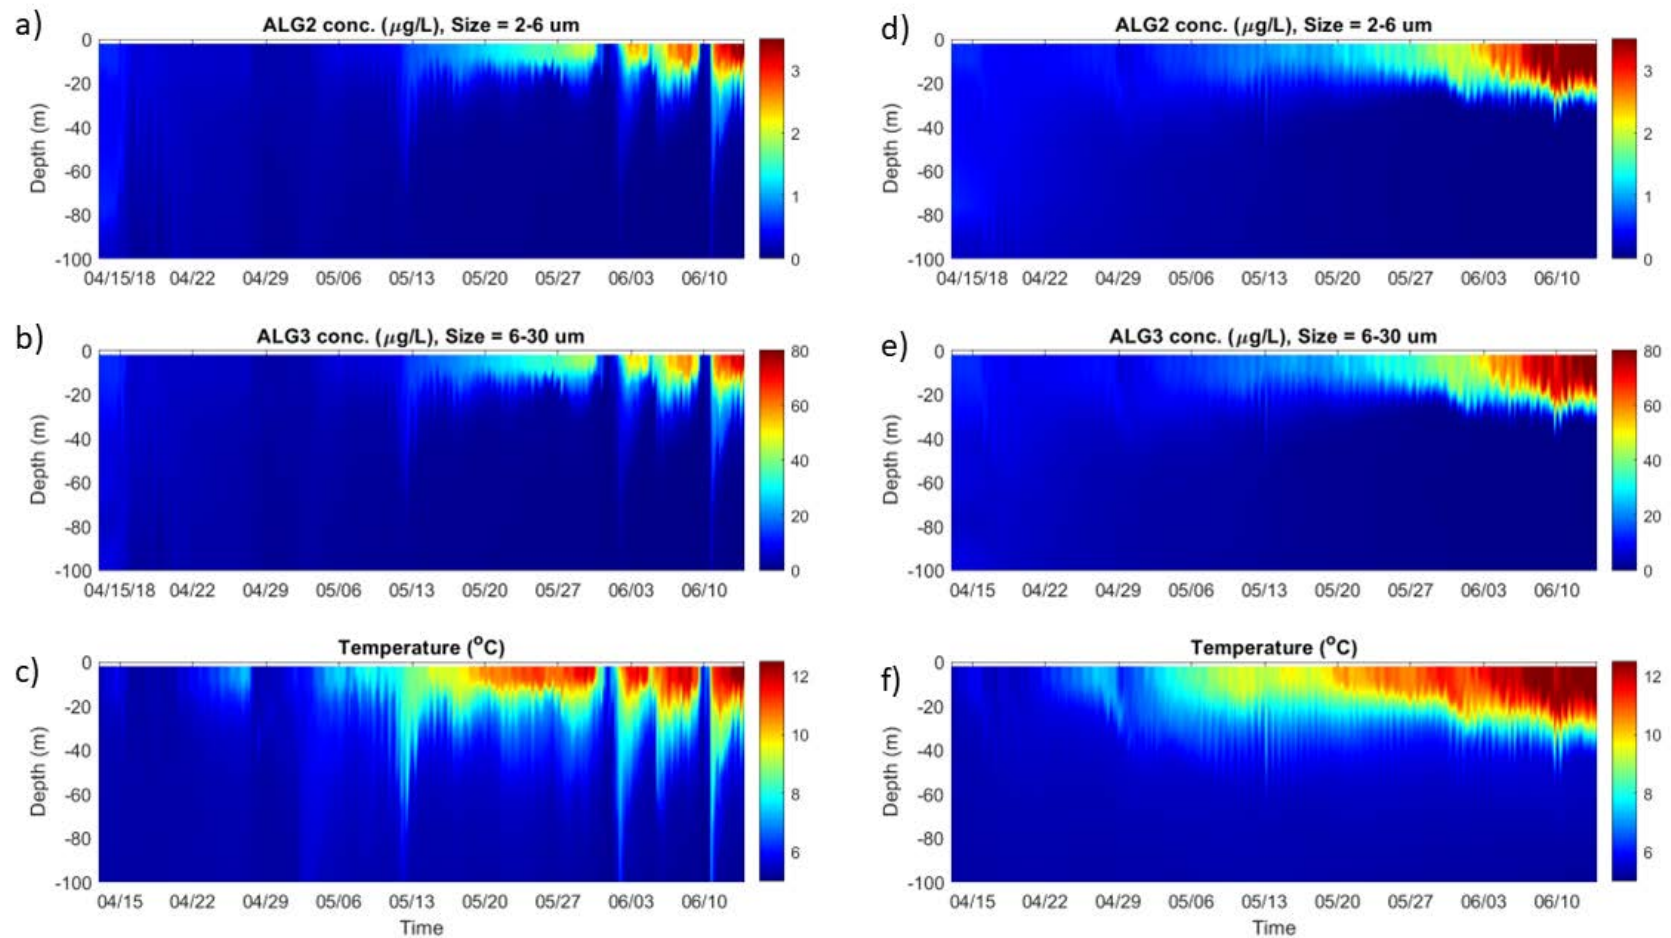 a)
ALG2 conc. (μg/L), Size = 2-6 um
0
-20
-40
-60
-80
-100
Depth (m)
04/15/18 04/22 04/29 05/06 05/13 05/20 05/27 06/03 06/10
3
2
1
0
d)
ALG2 conc. (μg/L), Size = 2-6 um
0
-20
-40
-60
-80
-100
Depth (m)
04/15/18 04/22 04/29 05/06 05/13 05/20 05/27 06/03 06/10
3
2
1
0
b)
ALG3 conc. (μg/L), Size = 6-30 um
0
-20
-40
-60
-80
-100
Depth (m)
04/15/18 04/22 04/29 05/06 05/13 05/20 05/27 06/03 06/10
80
60
40
20
0
e)
ALG3 conc. (μg/L), Size = 6-30 um
0
-20
-40
-60
-80
-100
Depth (m)
04/15 04/22 04/29 05/06 05/13 05/20 05/27 06/03 06/10
80
60
40
20
0
c)
Temperature (°C)
0
-20
-40
-60
-80
-100
Depth (m)
04/15 04/22 04/29 05/06 05/13 05/20 05/27 06/03 06/10
Time
12
10
8
6
f)
Temperature (°C)
0
-20
-40
-60
-80
-100
Depth (m)
04/15 04/22 04/29 05/06 05/13 05/20 05/27 06/03 06/10
Time
12
10
8
6